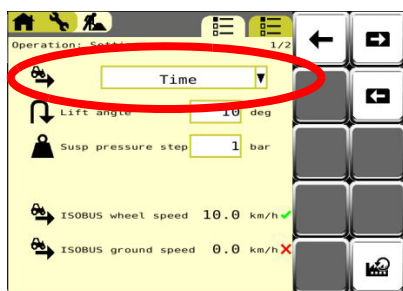 Operation: 1/2
Time
Lift angle 10 deg
Susp pressure step 1 bar
ISOBUS wheel speed 10.0 km/h
ISOBUS ground speed 0.0 km/h